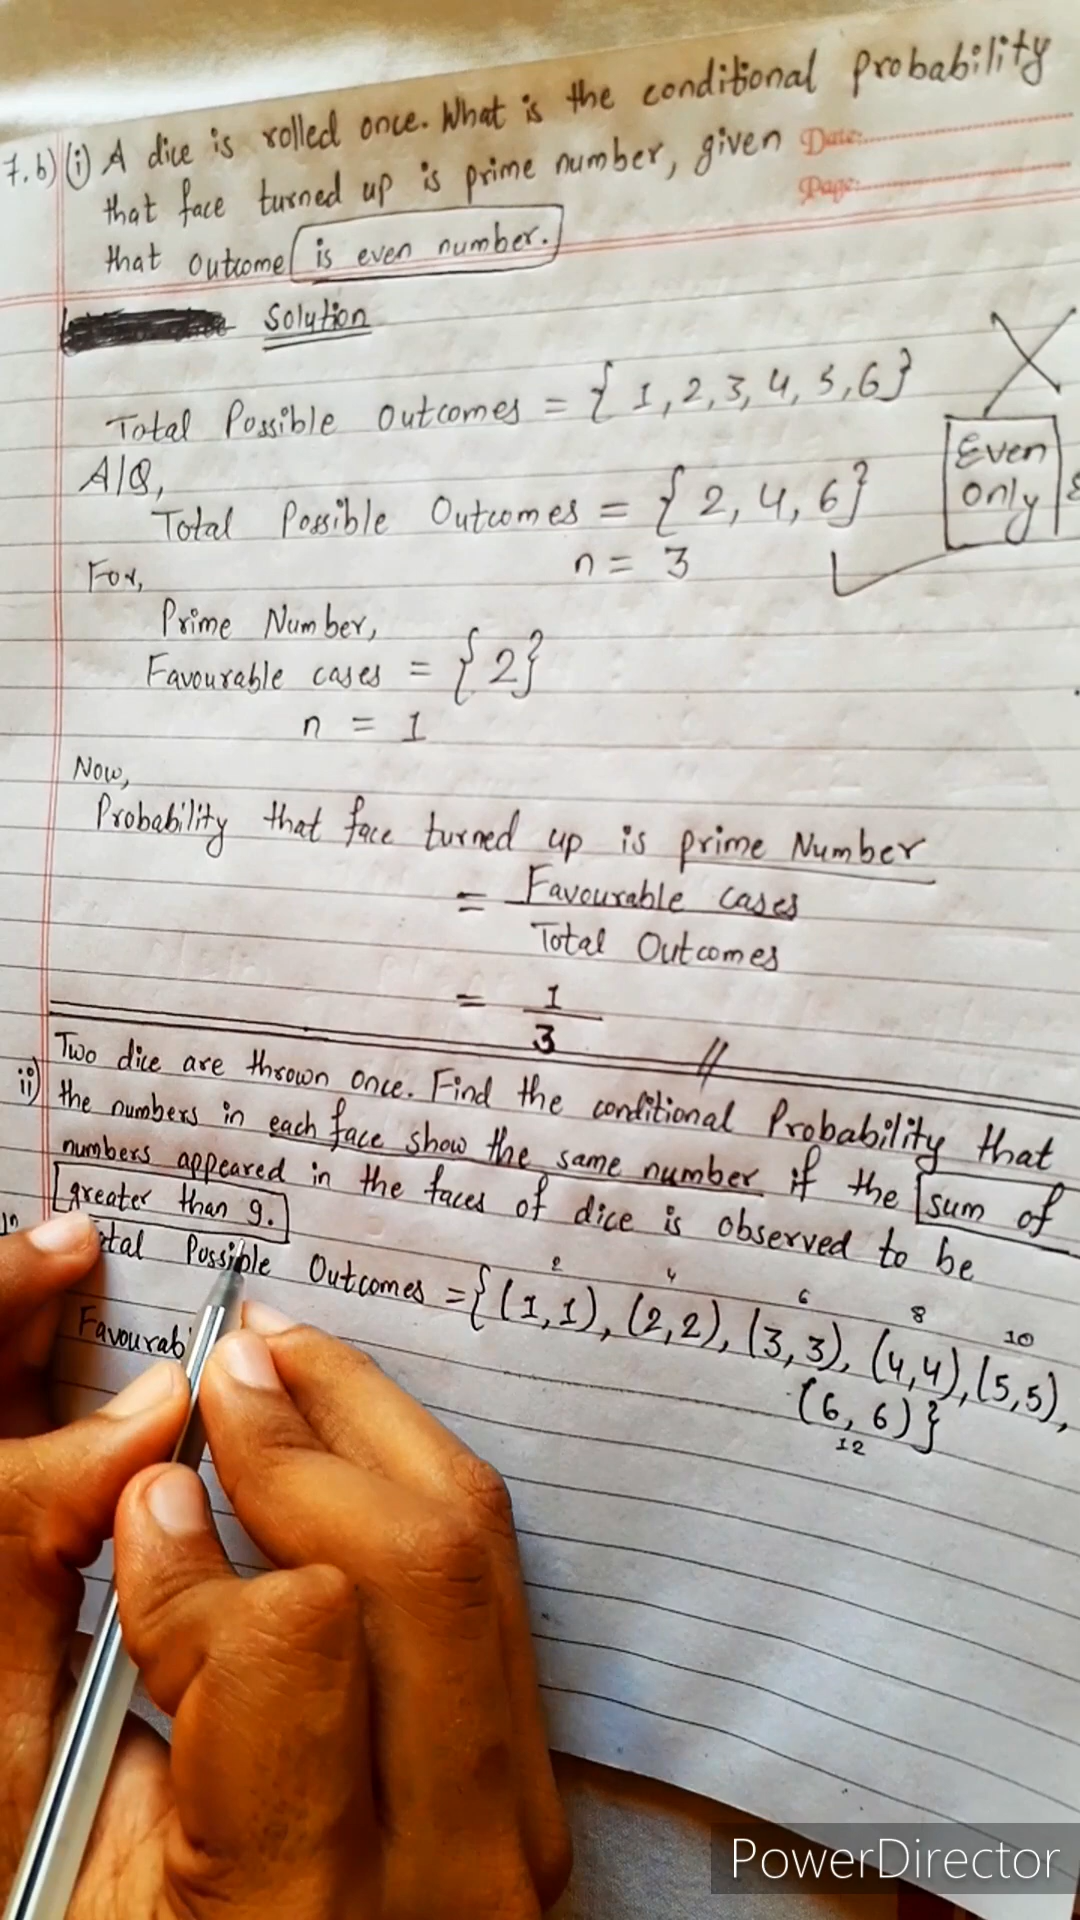 7. b) (i) A dice is rolled once. What is the conditional probability
that face turned up is prime number, given
that outcome is even number.
Date:
Page:
Solution
Total Possible Outcomes = { 1, 2, 3, 4, 5, 6}
A/Q,
Total Possible Outcomes = { 2, 4, 6}
Even
only
n = 3
For,
Prime Number,
Favourable cases = {2}
n = 1
Now,
Probability that face turned up is prime Number
= Favourable cases
Total Outcomes
= 1
3
ii) Two dice are thrown once. Find the conditional Probability that
the numbers in each face show the same number if the sum of
numbers appeared in the faces of dice is observed to be
greater than 9.
Possible Outcomes = {(1,1), (2,2), (3,3), (4,4), (5,5),
2 4 6 8 10
(6, 6)}
12
Favourab
PowerDirector